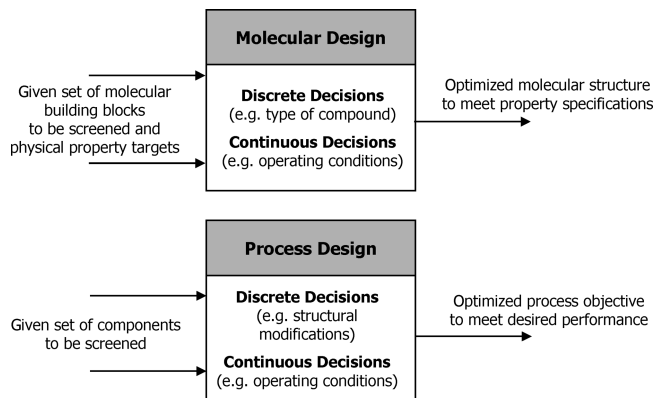 Molecular Design
Given set of molecular
building blocks
to be screened and
physical property targets
Discrete Decisions
(e.g. type of compound)
Continuous Decisions
(e.g. operating conditions)
Optimized molecular structure
to meet property specifications
Process Design
Given set of components
to be screened
Discrete Decisions
(e.g. structural
modifications)
Continuous Decisions
(e.g. operating conditions)
Optimized process objective
to meet desired performance